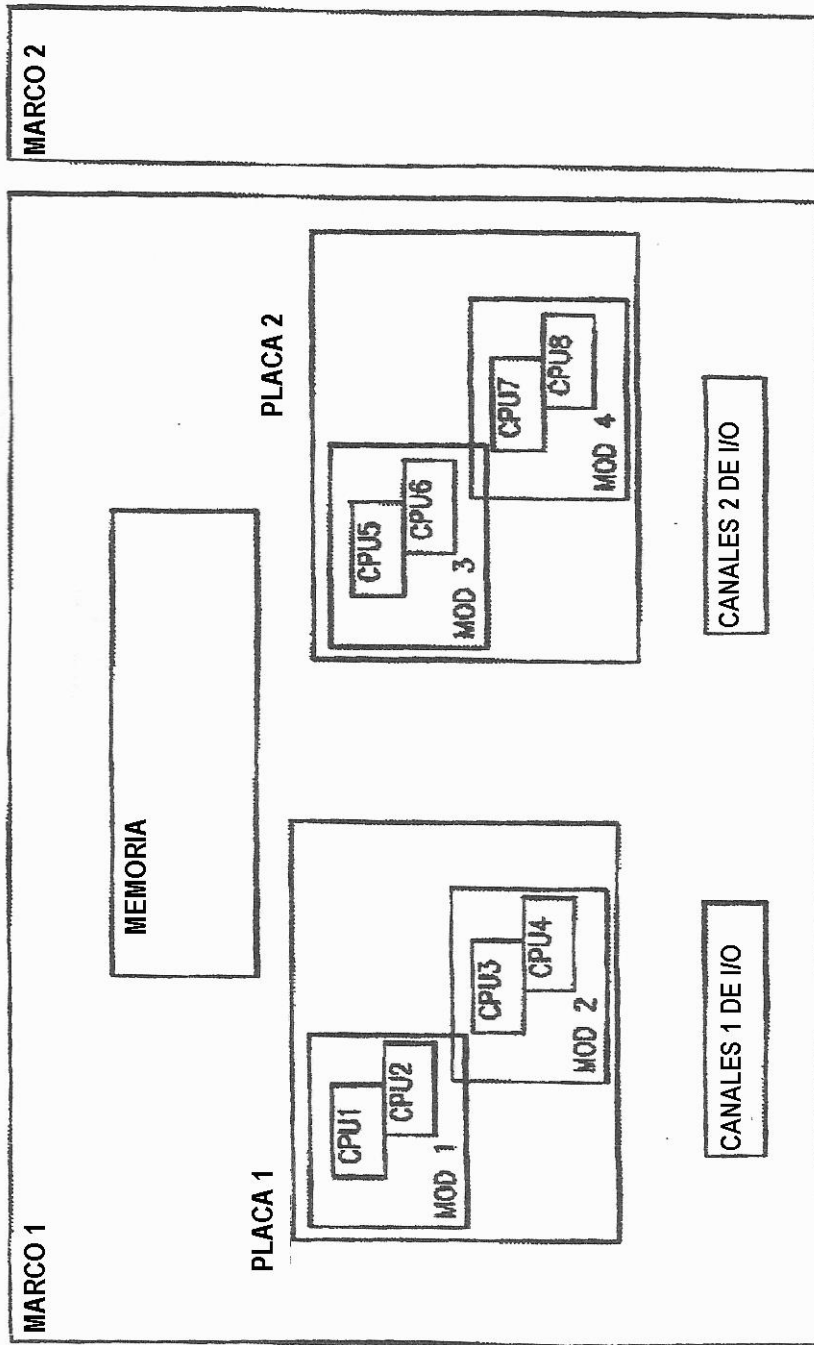 MARCO 1
MEMORIA
PLACA 1
CPU1
CPU2
MOD 1
CPU3
CPU4
MOD 2
CANALES 1 DE I/O
PLACA 2
CPU5
CPU6
MOD 3
CPU7
CPU8
MOD 4
CANALES 2 DE I/O
MARCO 2